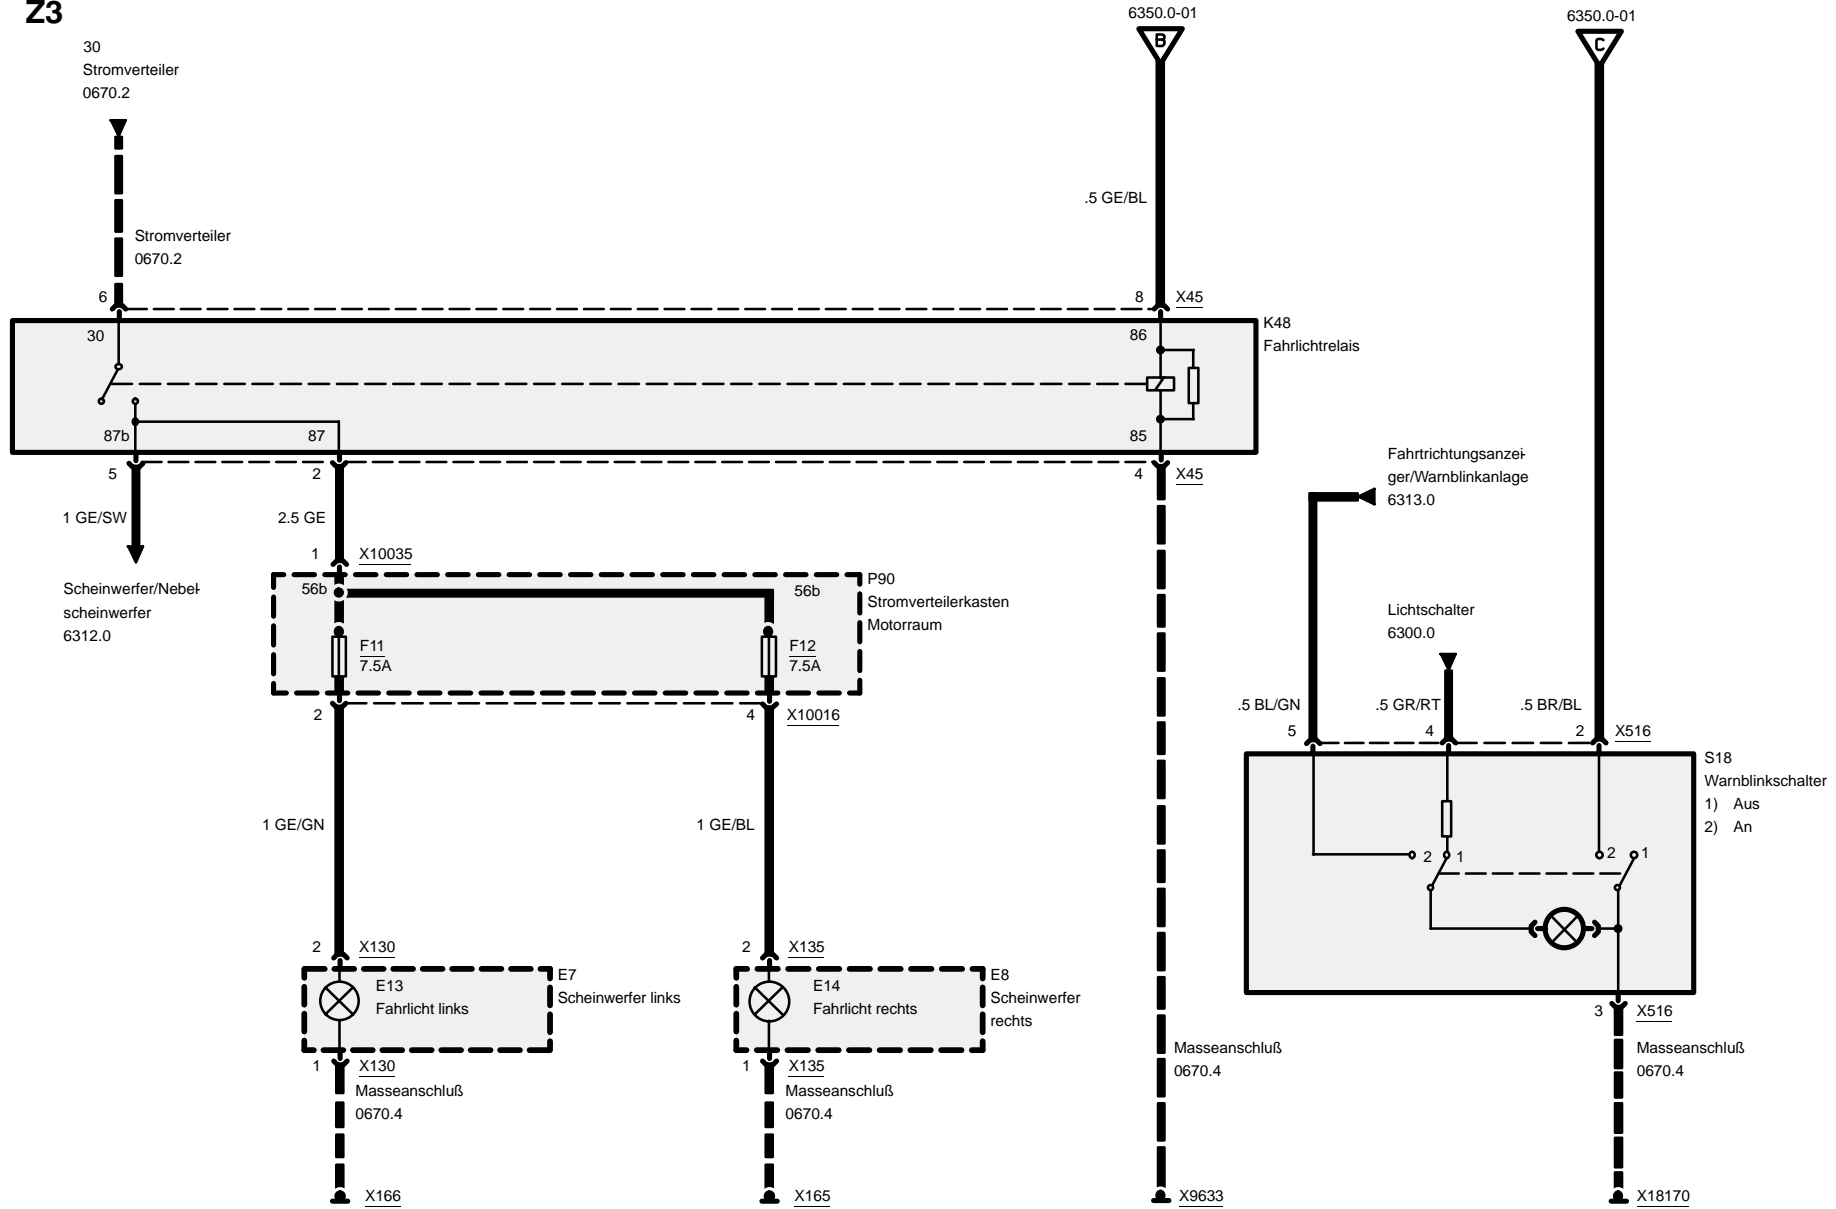 Z3
6350.0-01
6350.0-01
B
C
30
Stromverteiler
0670.2
.5 GE/BL
Stromverteiler
0670.2
6
8
X45
K48
Fahrlichtrelais
30
86
87b
87
85
5
2
4
X45
1 GE/SW
2.5 GE
Fahrtrichtungsanzei-
ger/Warnblinkanlage
6313.0
1
X10035
Scheinwerfer/Nebel-
scheinwerfer
6312.0
56b
56b
P90
Stromverteilerkasten
Motorraum
F11
7.5A
F12
7.5A
Lichtschalter
6300.0
2
4
X10016
.5 BL/GN
.5 GR/RT
.5 BR/BL
5
4
2
X516
S18
Warnblinkschalter
1) Aus
2) An
1 GE/GN
1 GE/BL
2
1
2
1
2
X130
2
X135
E13
Fahrlicht links
E7
Scheinwerfer links
E14
Fahrlicht rechts
E8
Scheinwerfer
rechts
3
X516
1
X130
Masseanschluß
0670.4
1
X135
Masseanschluß
0670.4
Masseanschluß
0670.4
Masseanschluß
0670.4
X166
X165
X9633
X18170